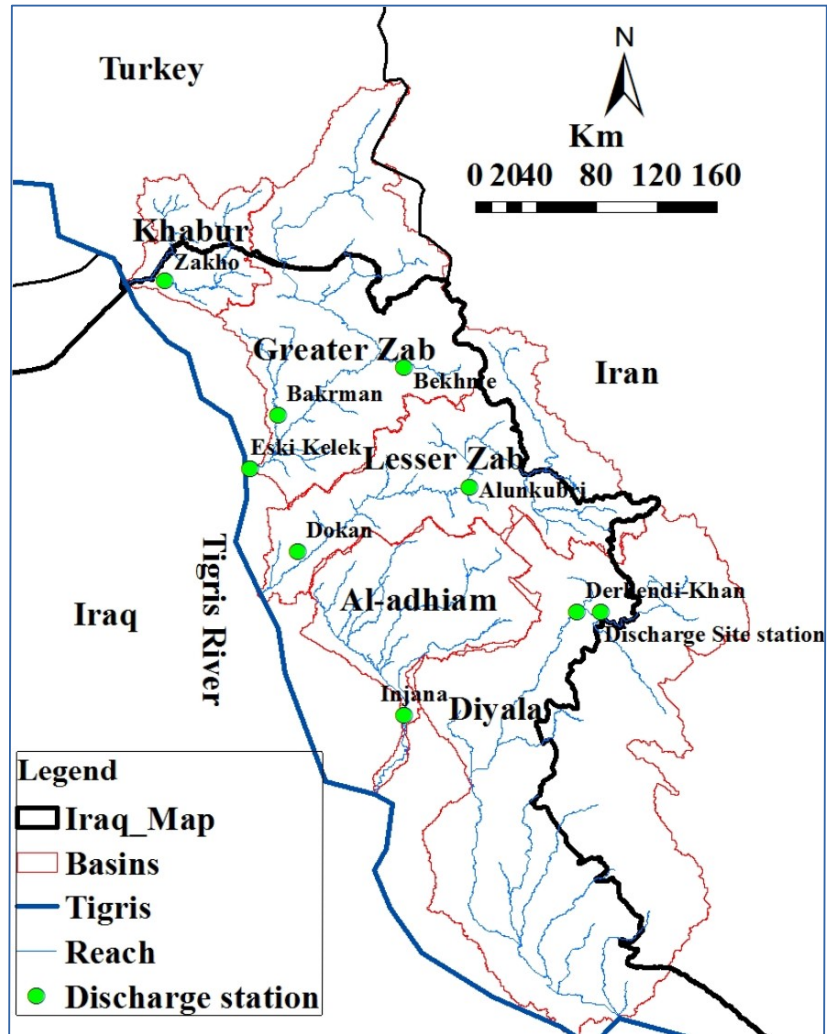 Turkey
N
Km
0 20 40 80 120 160
Khabur
Zakho
Greater Zab
Bekhme
Iran
Bakrman
Eski Kelek
Lesser Zab
Alunkubri
Dokan
Tigris River
Iraq
Al-adhiam
Derbendi-Khan
Discharge Site station
Injana
Diyala
Legend
Iraq_Map
Basins
Tigris
Reach
Discharge station